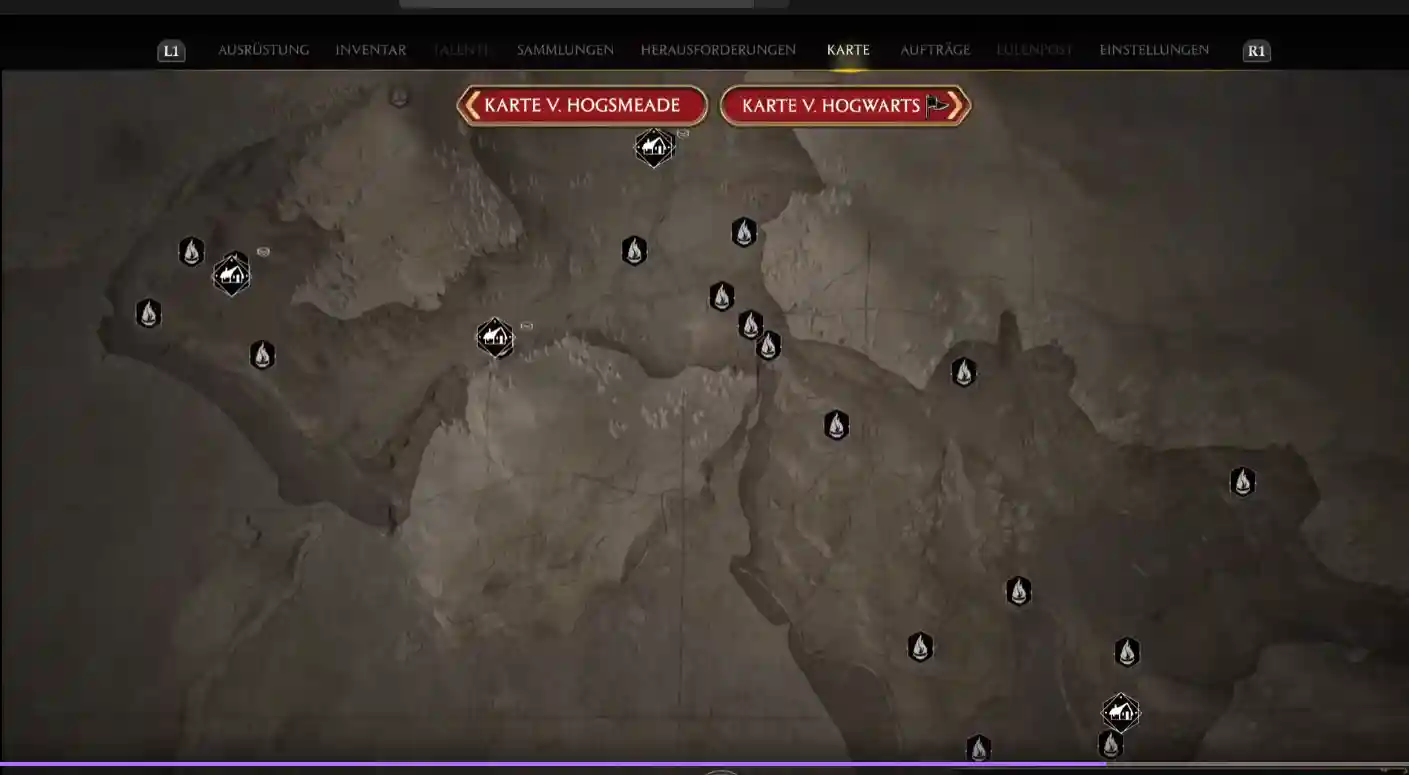 L1 AUSRÜSTUNG INVENTAR TALENTE SAMMLUNGEN HERAUSFORDERUNGEN KARTE AUFTRÄGE EULENPOST EINSTELLUNGEN R1
KARTE V. HOGSMEADE KARTE V. HOGWARTS